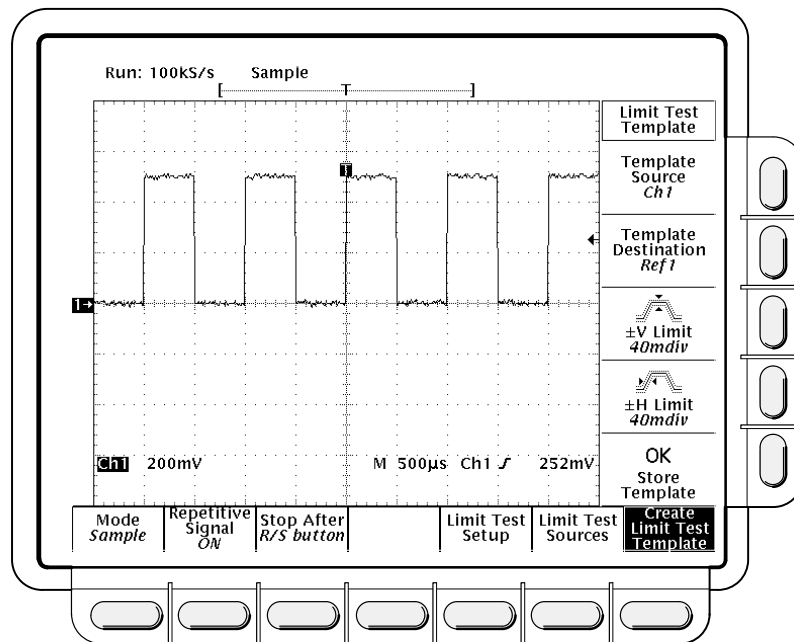 Run: 100kS/s Sample
[ T ]
Limit Test
Template
Template
Source
Ch1
T
Template
Destination
Ref1
1
±V Limit
40mdiv
±H Limit
40mdiv
Ch1 200mV M 500µs Ch1 252mV
OK
Store
Template
Mode
Sample
Repetitive
Signal
ON
Stop After
R/S button
Limit Test
Setup
Limit Test
Sources
Create
Limit Test
Template